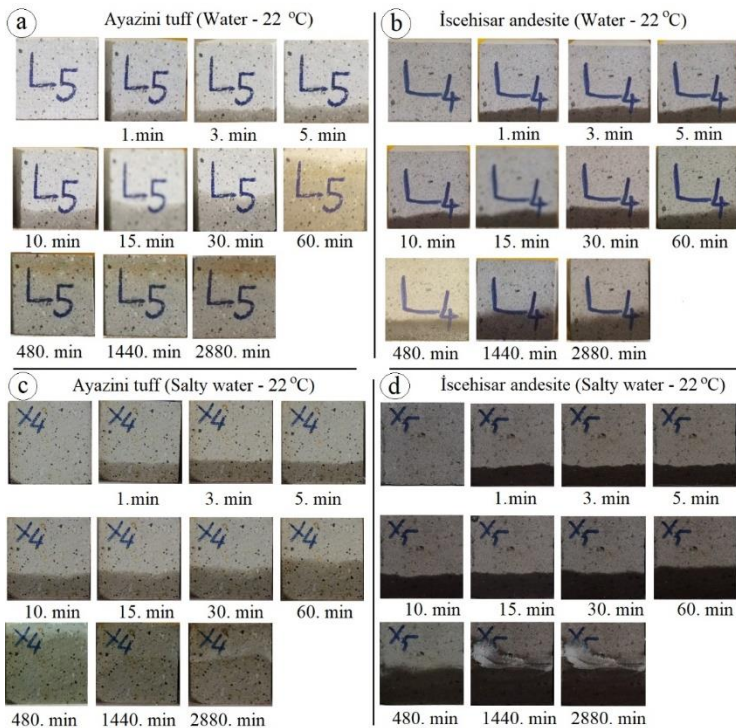 a Ayazini tuff (Water - 22 °C)
L5 L5 L5 L5
1.min 3. min 5. min
L5 L5 L5 L5
10. min 15. min 30. min 60. min
L5 L5 L5
480. min 1440. min 2880. min
b İscehisar andesite (Water - 22 °C)
L4 L4 L4 L4
1.min 3. min 5. min
L4 L4 L4 L4
10. min 15. min 30. min 60. min
L4 L4 L4
480. min 1440. min 2880. min
c Ayazini tuff (Salty water - 22 °C)
X4 X4 X4
1.min 3. min 5. min
X4 X4 X4 X4
10. min 15. min 30. min 60. min
X4 X4 X4
480. min 1440. min 2880. min
d İscehisar andesite (Salty water - 22 °C)
X5 X5 X5
1.min 3. min 5. min
X5 X5 X5 X5
10. min 15. min 30. min 60. min
X5 X5 X5
480. min 1440. min 2880. min